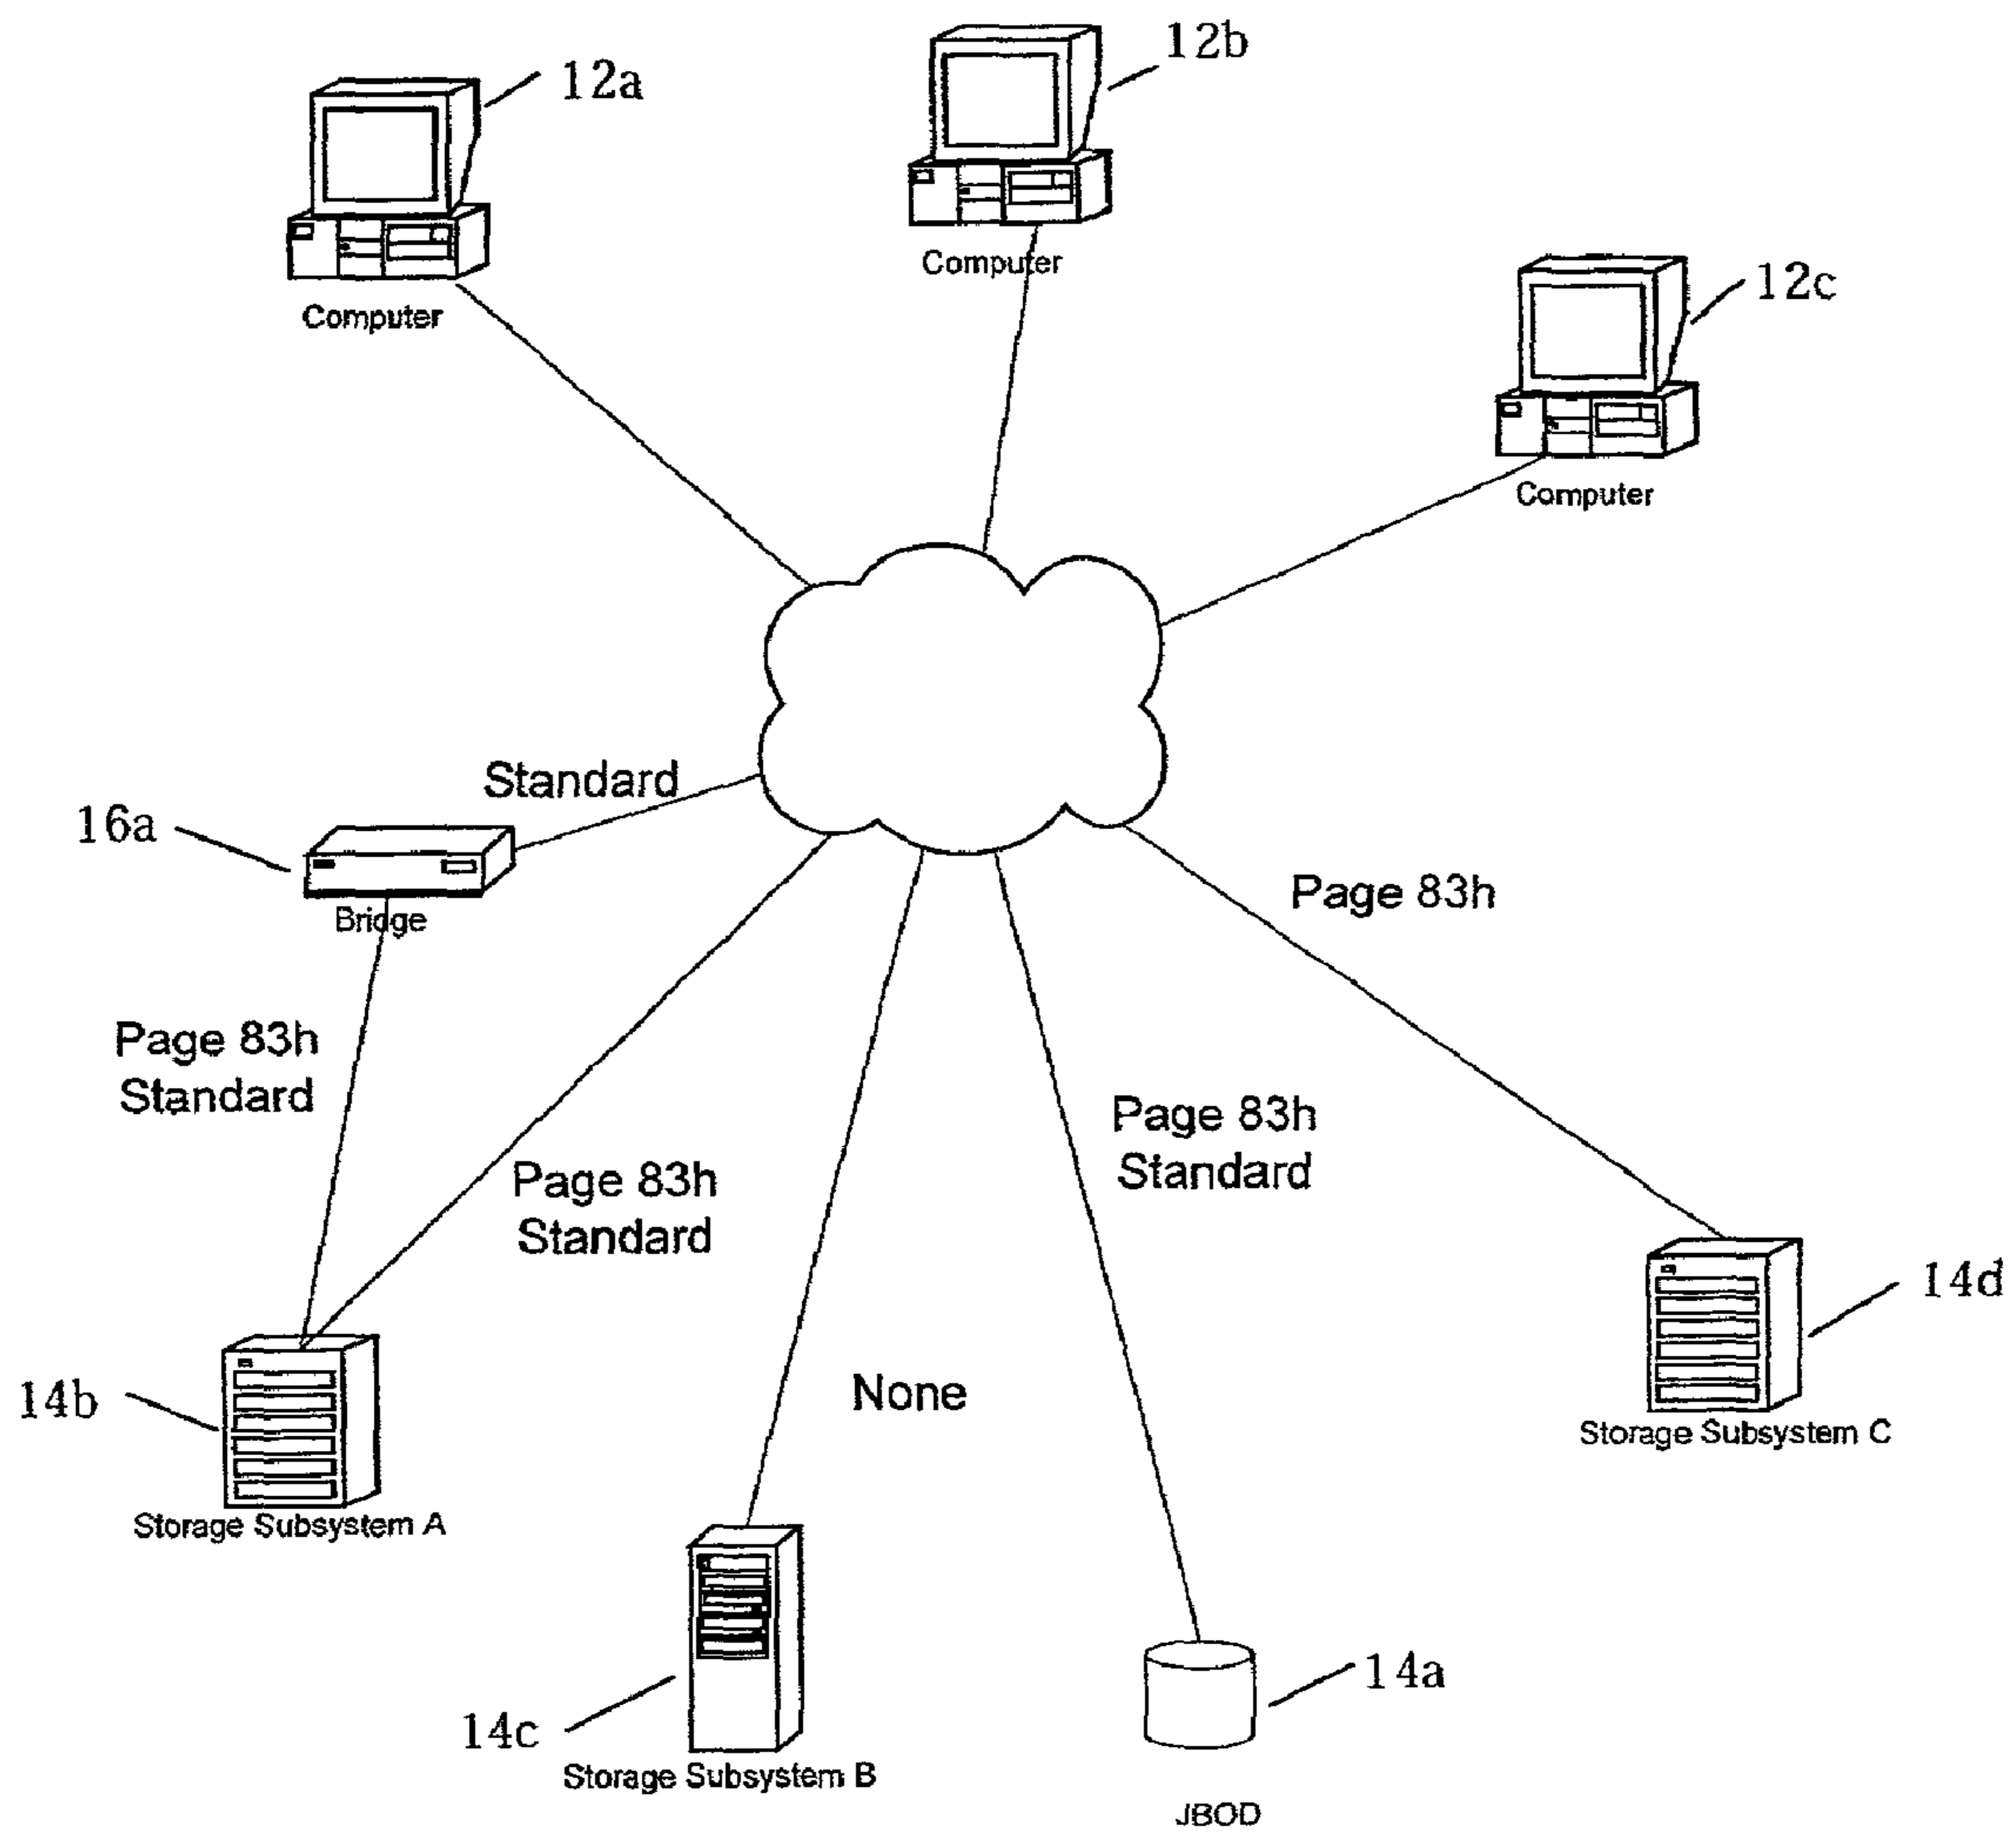 12a
12b
Computer
12c
Computer
Computer
Standard
16a
Bridge
Page 83h
Page 83h
Standard
Page 83h
Standard
Page 83h
Standard
14d
14b
None
Storage Subsystem C
Storage Subsystem A
14a
14c
Storage Subsystem B
JBOD